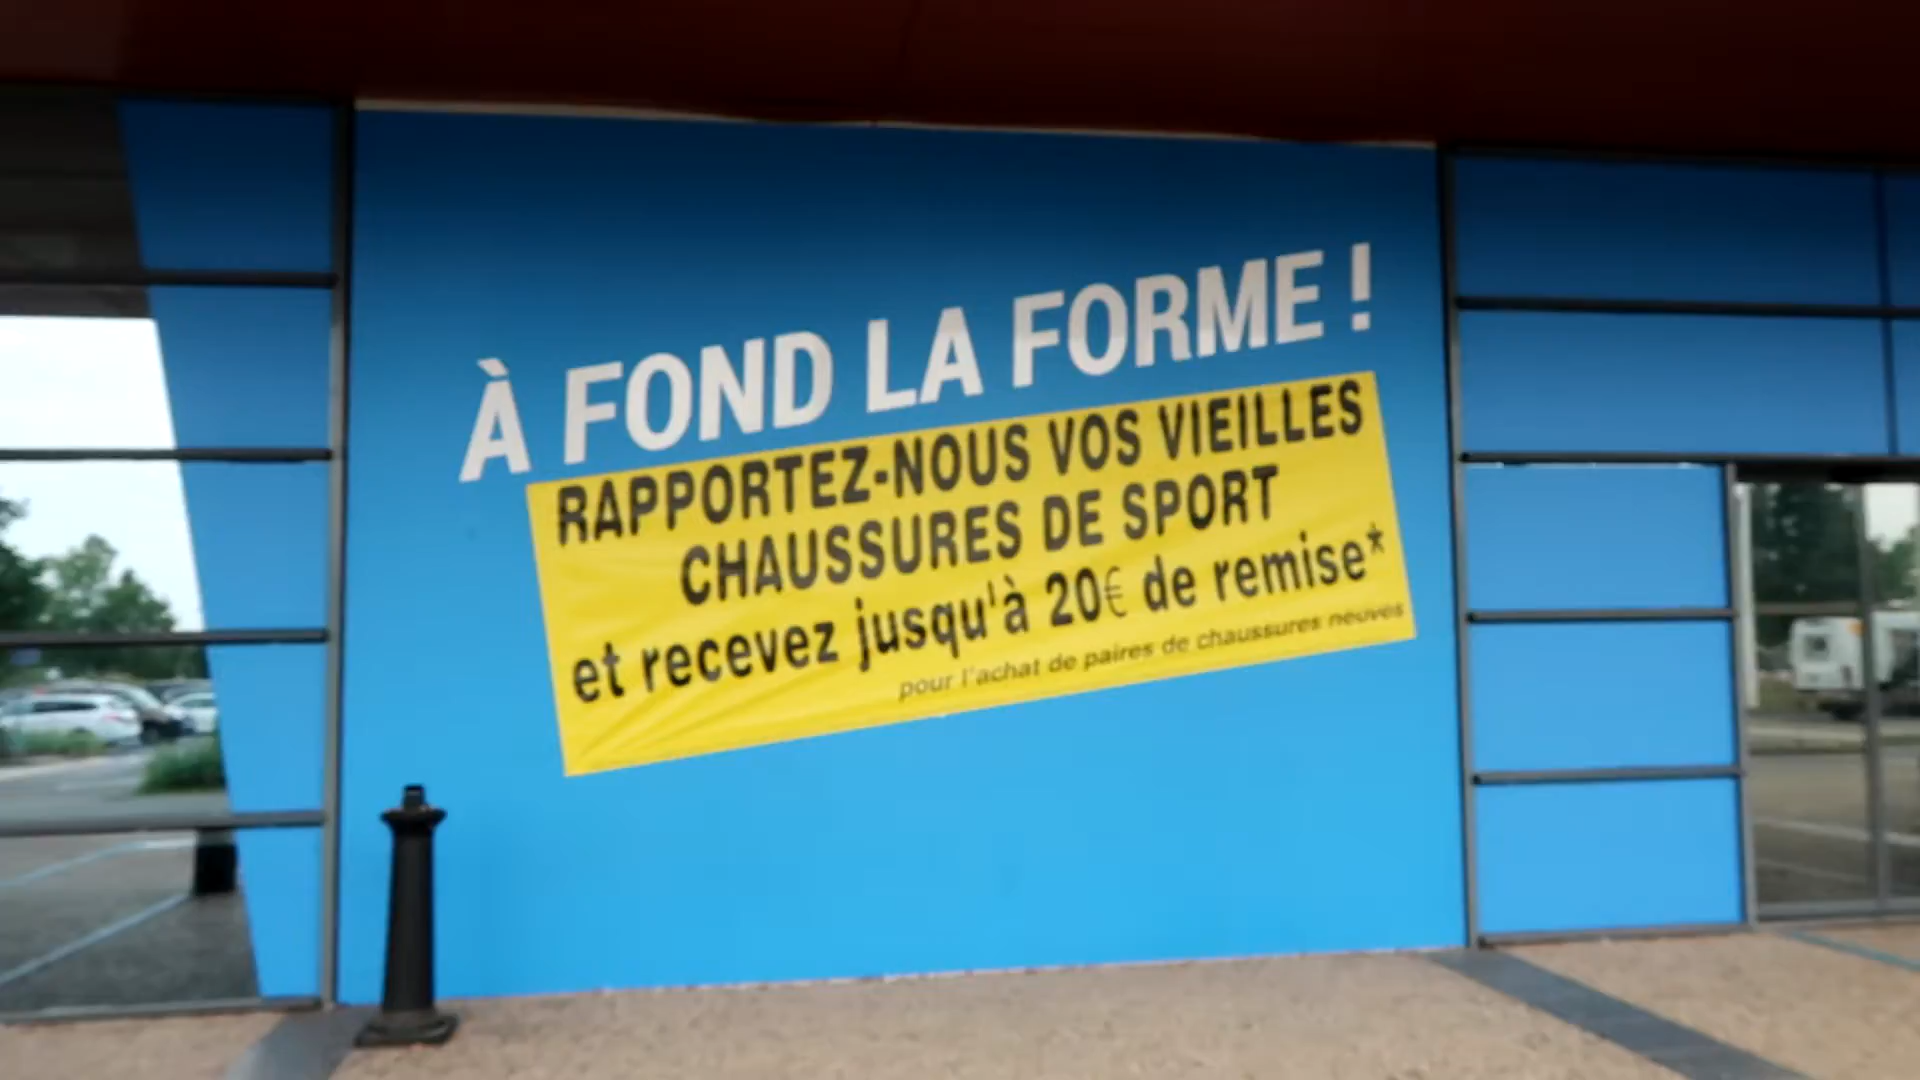 À FOND LA FORME !
RAPPORTEZ-NOUS VOS VIEILLES
CHAUSSURES DE SPORT
et recevez jusqu'à 20€ de remise*
pour l'achat de paires de chaussures neuves